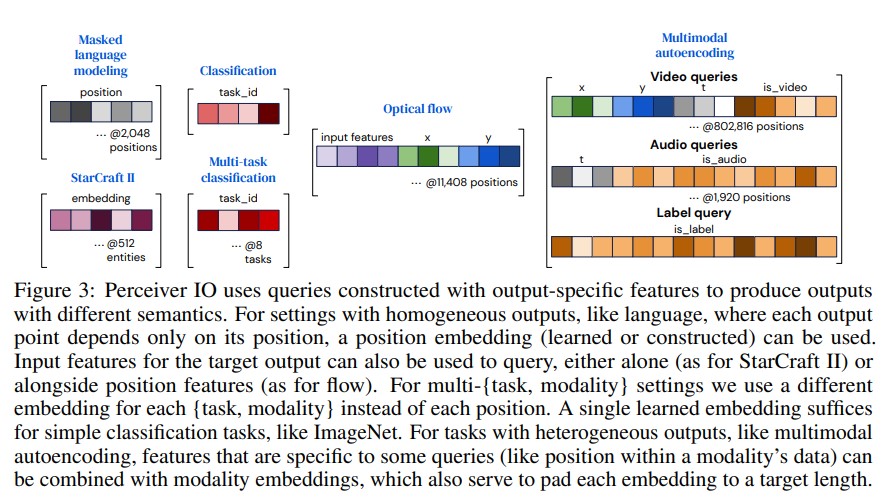 Masked
language
modeling
position
... @2,048
positions
Classification
task_id
StarCraft II
embedding
... @512
entities
Multi-task
classification
task_id
... @8
tasks
Optical flow
input features x y
... @11,408 positions
Multimodal
autoencoding
Video queries
x y t is_video
... @802,816 positions
Audio queries
t is_audio
... @1,920 positions
Label query
is_label
Figure 3: Perceiver IO uses queries constructed with output-specific features to produce outputs
with different semantics. For settings with homogeneous outputs, like language, where each output
point depends only on its position, a position embedding (learned or constructed) can be used.
Input features for the target output can also be used to query, either alone (as for StarCraft II) or
alongside position features (as for flow). For multi-{task, modality} settings we use a different
embedding for each {task, modality} instead of each position. A single learned embedding suffices
for simple classification tasks, like ImageNet. For tasks with heterogeneous outputs, like multimodal
autoencoding, features that are specific to some queries (like position within a modality's data) can
be combined with modality embeddings, which also serve to pad each embedding to a target length.